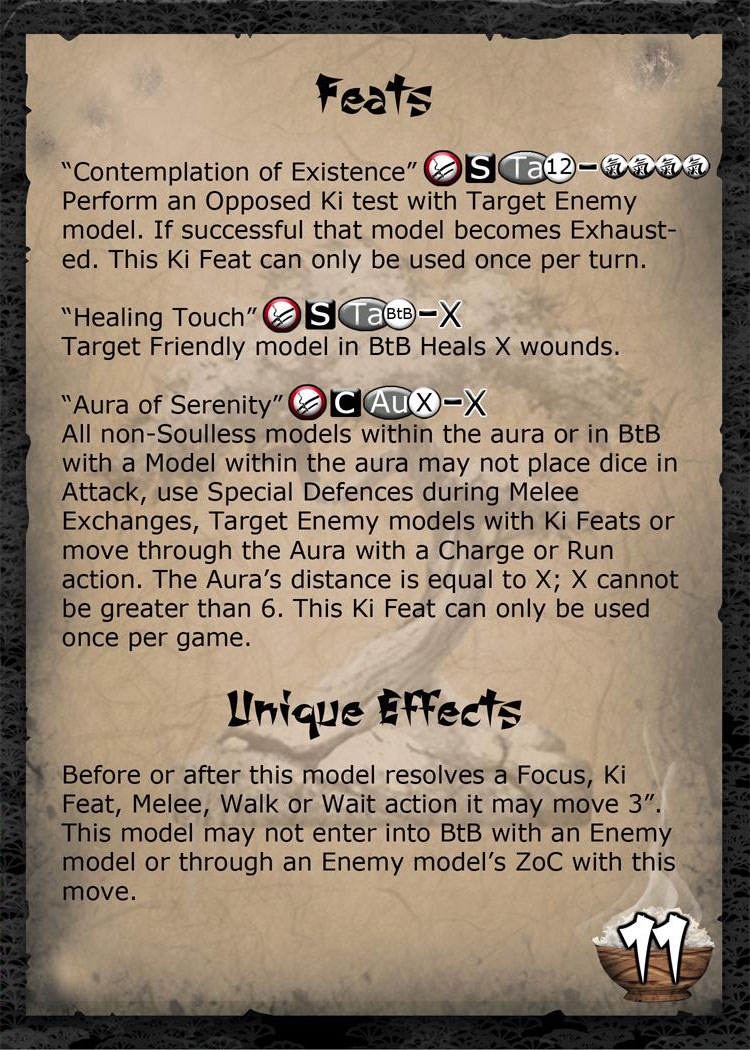 Feats
“Contemplation of Existence” S Ta 12 – 氣 氣 氣 氣
Perform an Opposed Ki test with Target Enemy
model. If successful that model becomes Exhaust-
ed. This Ki Feat can only be used once per turn.
“Healing Touch” S Ta BtB – X
Target Friendly model in BtB Heals X wounds.
“Aura of Serenity” C Au X – X
All non-Soulless models within the aura or in BtB
with a Model within the aura may not place dice in
Attack, use Special Defences during Melee
Exchanges, Target Enemy models with Ki Feats or
move through the Aura with a Charge or Run
action. The Aura’s distance is equal to X; X cannot
be greater than 6. This Ki Feat can only be used
once per game.
Unique Effects
Before or after this model resolves a Focus, Ki
Feat, Melee, Walk or Wait action it may move 3”.
This model may not enter into BtB with an Enemy
model or through an Enemy model’s ZoC with this
move.
11